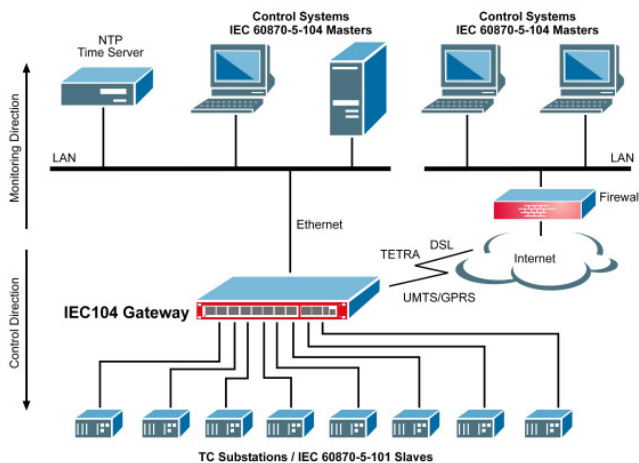 Control Systems
IEC 60870-5-104 Masters
Control Systems
IEC 60870-5-104 Masters
NTP
Time Server
Monitoring Direction
LAN
LAN
Firewal
Ethernet
DSL
TETRA
Internet
UMTS/GPRS
IEC104 Gateway
Control Direction
TC Substations / IEC 60870-5-101 Slaves